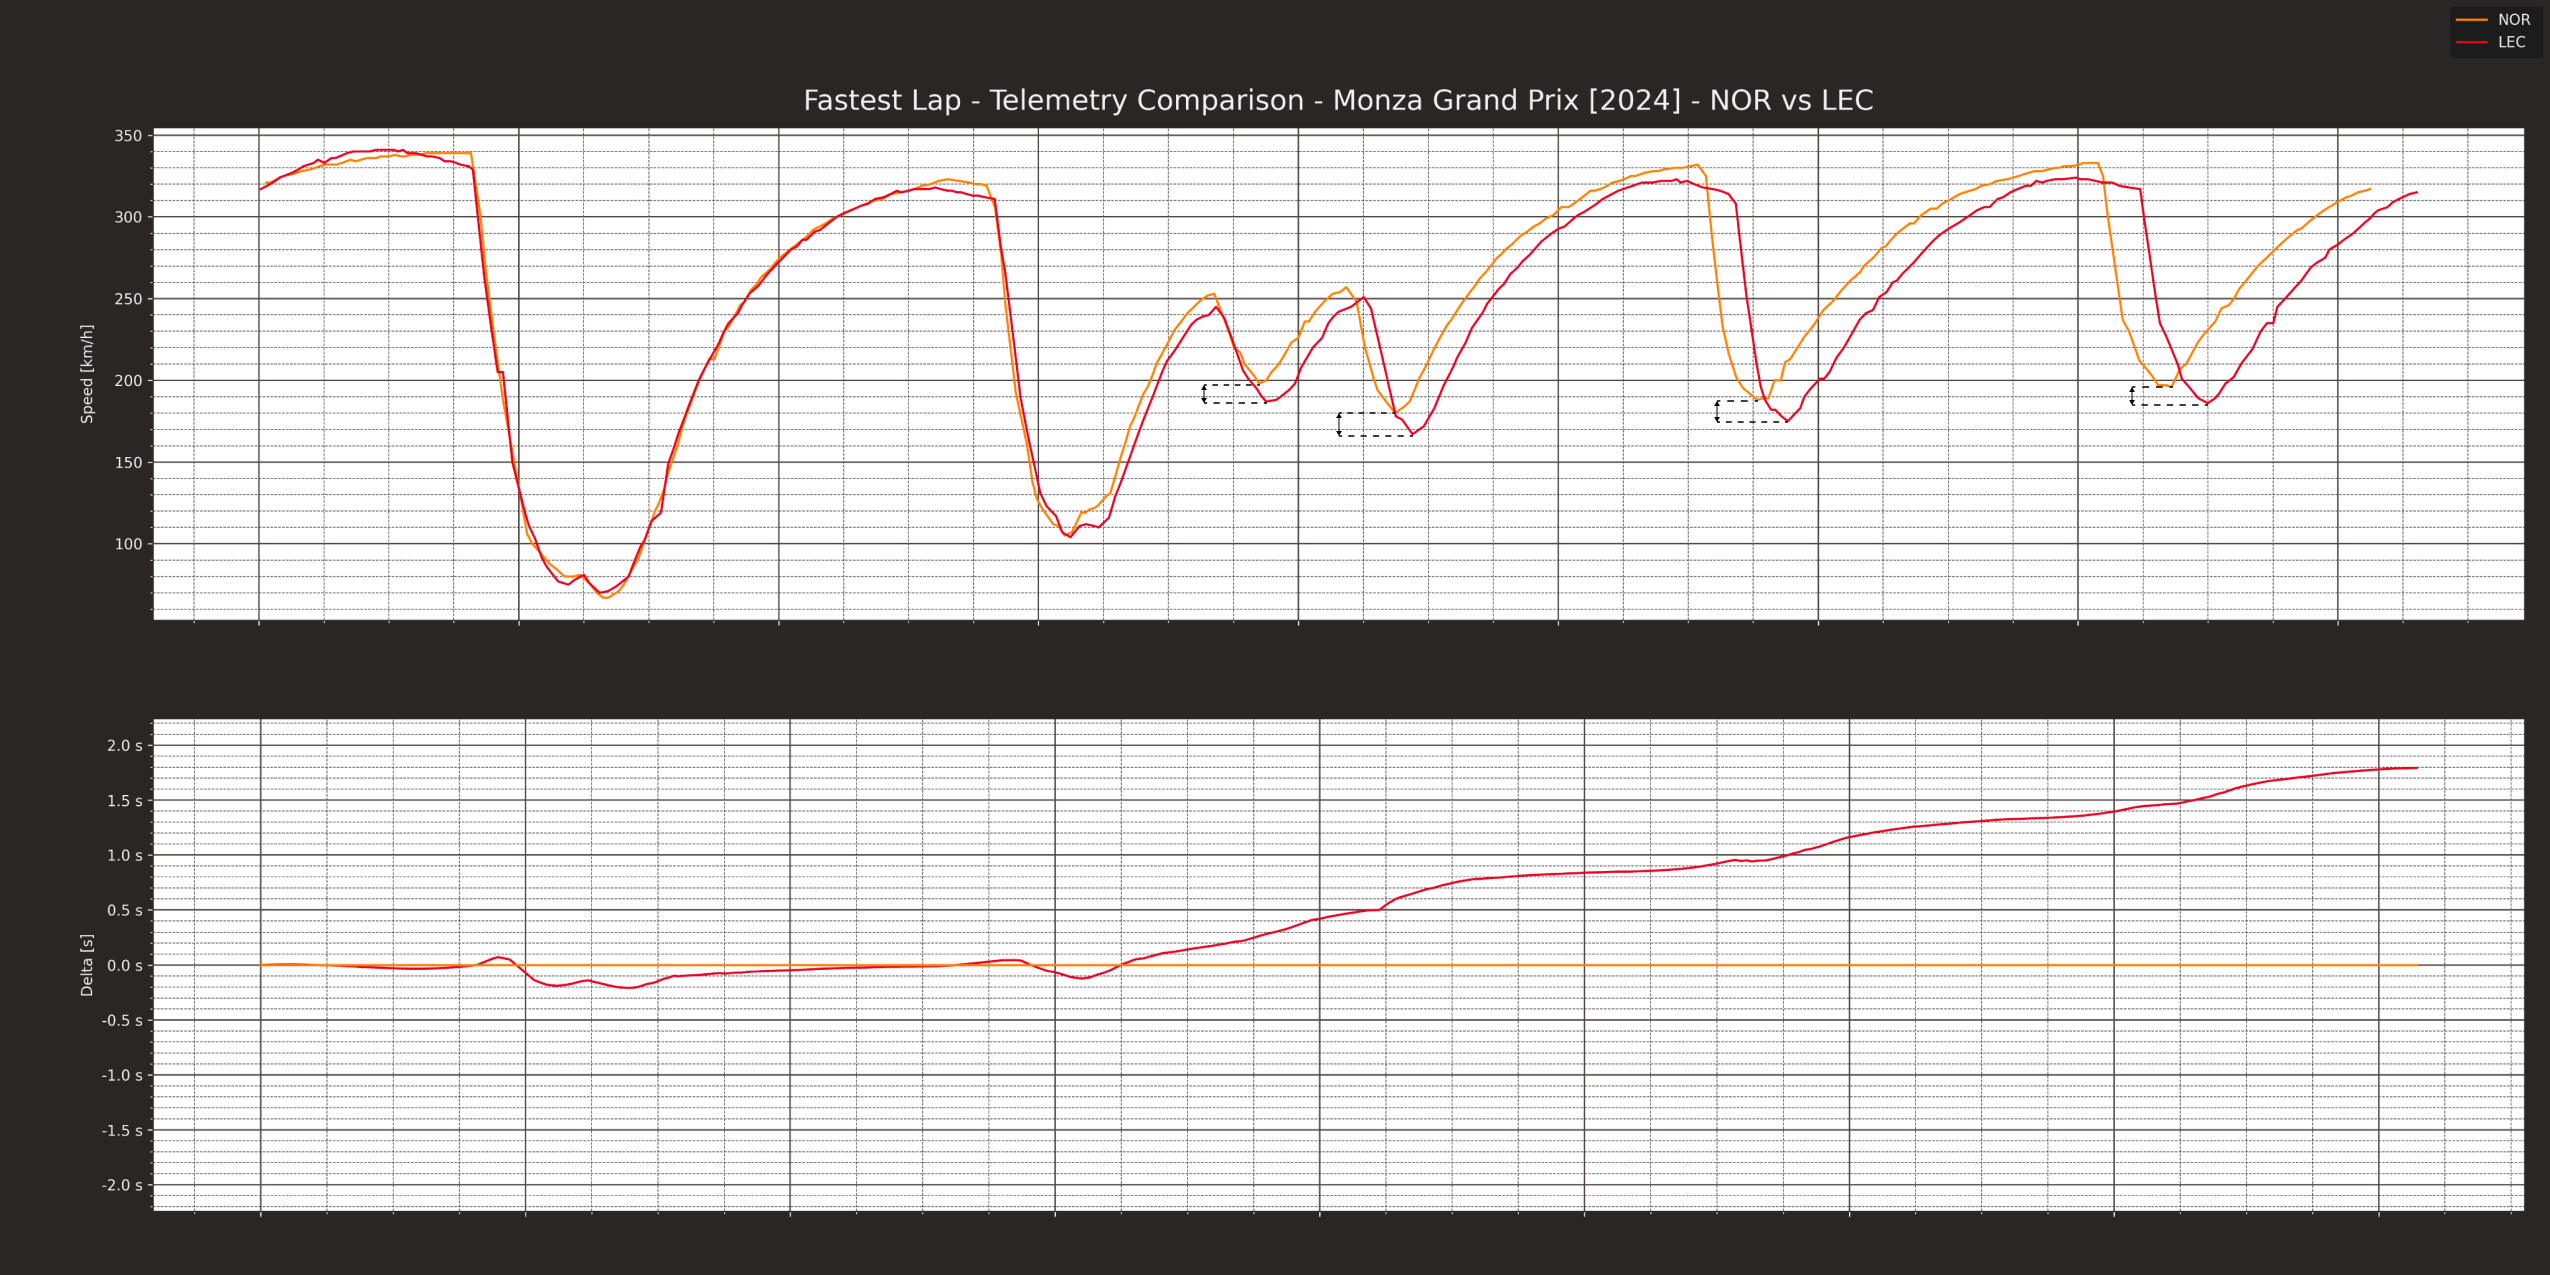 NOR
LEC
Fastest Lap - Telemetry Comparison - Monza Grand Prix [2024] - NOR vs LEC
350
300
250
200
150
100
Speed [km/h]
2.0 s
1.5 s
1.0 s
0.5 s
0.0 s
-0.5 s
-1.0 s
-1.5 s
-2.0 s
Delta [s]